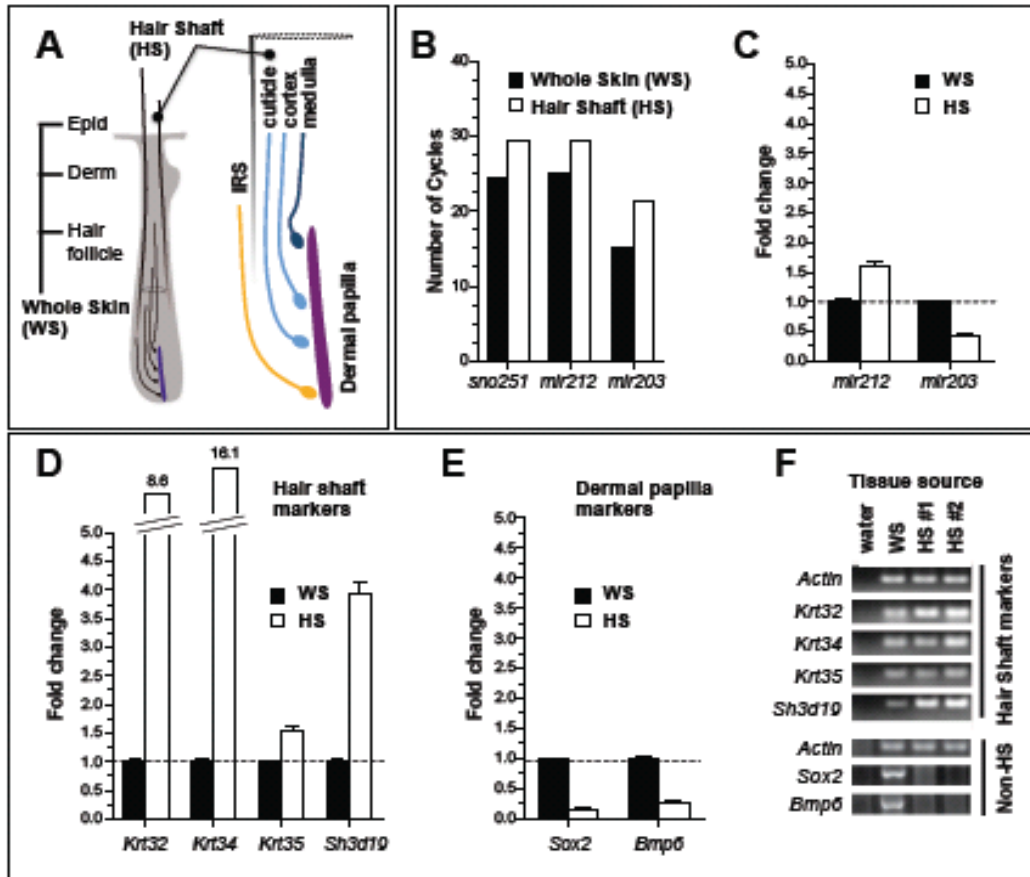 A
Hair Shaft
(HS)
Epid
Derm
Hair
follicle
Whole Skin
(WS)
IRS
cuticle
cortex
medulla
Dermal papilla
B
Whole Skin (WS)
Hair Shaft (HS)
Number of Cycles
40
30
20
10
0
sno251
mir212
mir203
C
WS
HS
Fold change
5.0
4.5
4.0
3.5
3.0
2.5
2.0
1.5
1.0
0.5
0.0
mir212
mir203
D
8.6
16.1
Hair shaft
markers
WS
HS
Fold change
5.0
4.5
4.0
3.5
3.0
2.5
2.0
1.5
1.0
0.5
0.0
Krt32
Krt34
Krt35
Sh3d19
E
Dermal papilla
markers
WS
HS
Fold change
5.0
4.5
4.0
3.5
3.0
2.5
2.0
1.5
1.0
0.5
0.0
Sox2
Bmp6
F
Tissue source
water
WS
HS #1
HS #2
Actin
Krt32
Krt34
Krt35
Sh3d19
Hair Shaft markers
Actin
Sox2
Bmp6
Non-HS